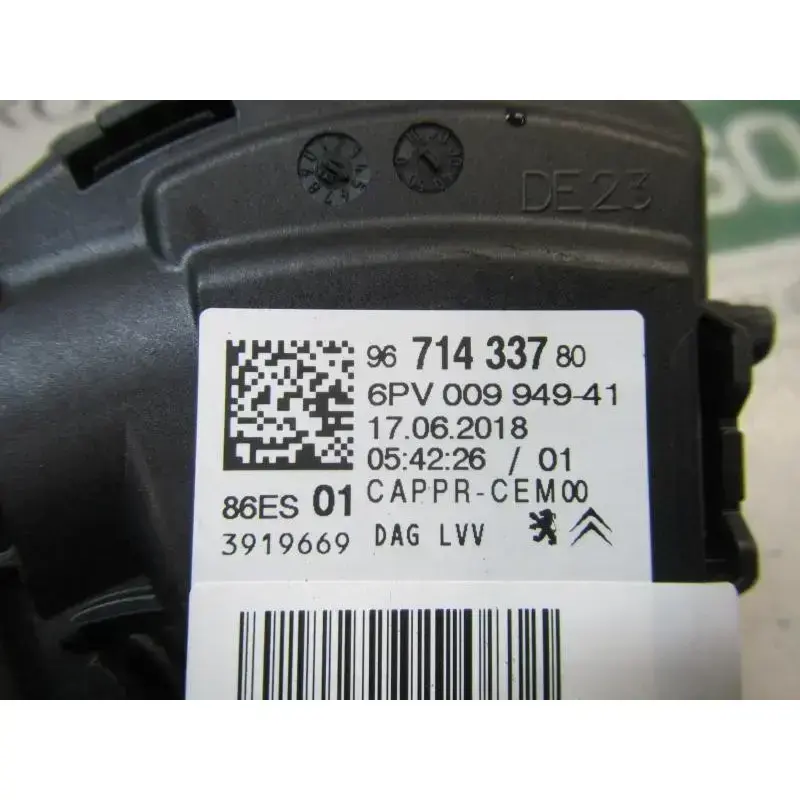 DE23
96 714 337 80
6PV 009 949-41
17.06.2018
05:42:26 / 01
86ES 01 CAPPR-CEM00
3919669 DAG LVV